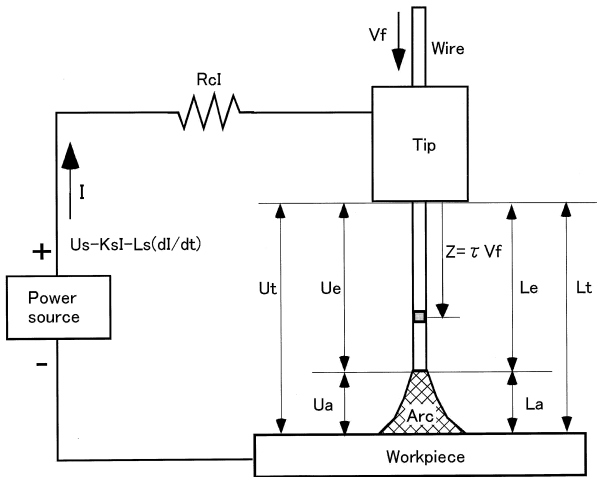 Vf
Wire
RcI
Tip
I
+
Us-KsI-Ls(dI/dt)
Z= τ Vf
Ut
Ue
Le
Lt
Power
source
-
Ua
Arc
La
Workpiece